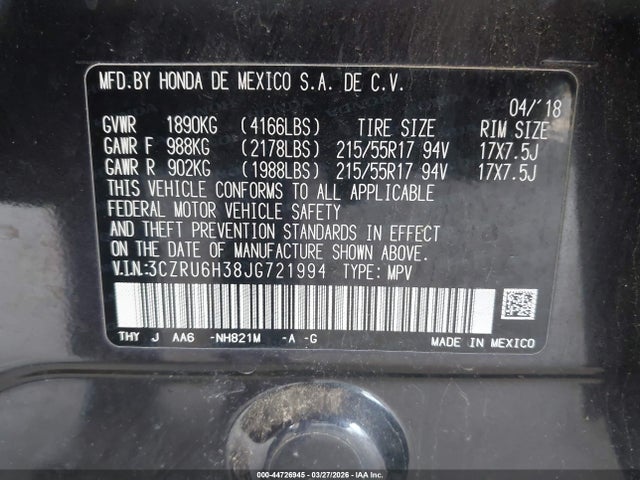 MFD.BY HONDA DE MEXICO S.A. DE C.V.
04/'18
GVWR 1890KG (4166LBS) TIRE SIZE RIM SIZE
GAWR F 988KG (2178LBS) 215/55R17 94V 17X7.5J
GAWR R 902KG (1988LBS) 215/55R17 94V 17X7.5J
THIS VEHICLE CONFORMS TO ALL APPLICABLE
FEDERAL MOTOR VEHICLE SAFETY
AND THEFT PREVENTION STANDARDS IN EFFECT
ON THE DATE OF MANUFACTURE SHOWN ABOVE.
V.I.N:3CZRU6H38JG721994 TYPE: MPV
THY J AA6 -NH821M -A -G MADE IN MEXICO
© 44726945 - 03/27/2026 - IAA Inc.